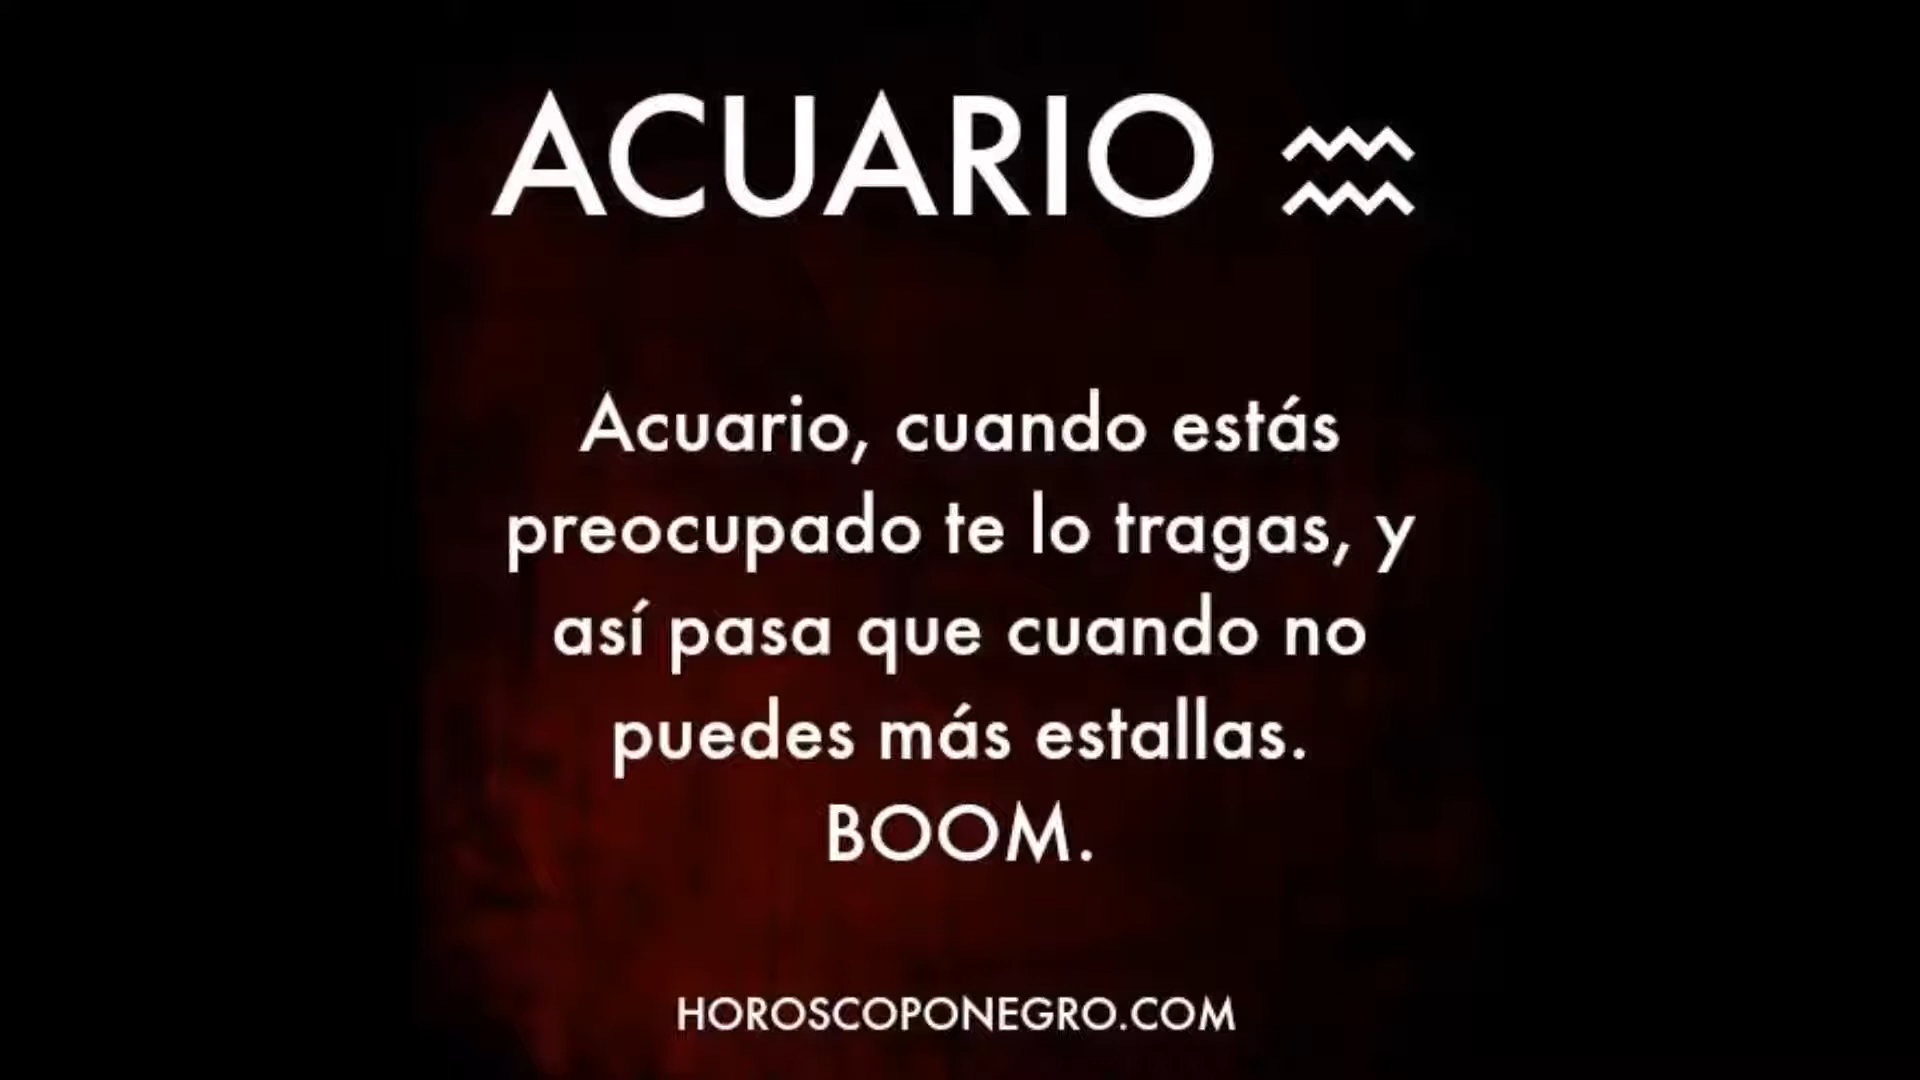 ACUARIO ♒
Acuario, cuando estás
preocupado te lo tragas, y
así pasa que cuando no
puedes más estallas.
BOOM.
HOROSCOPONEGRO.COM